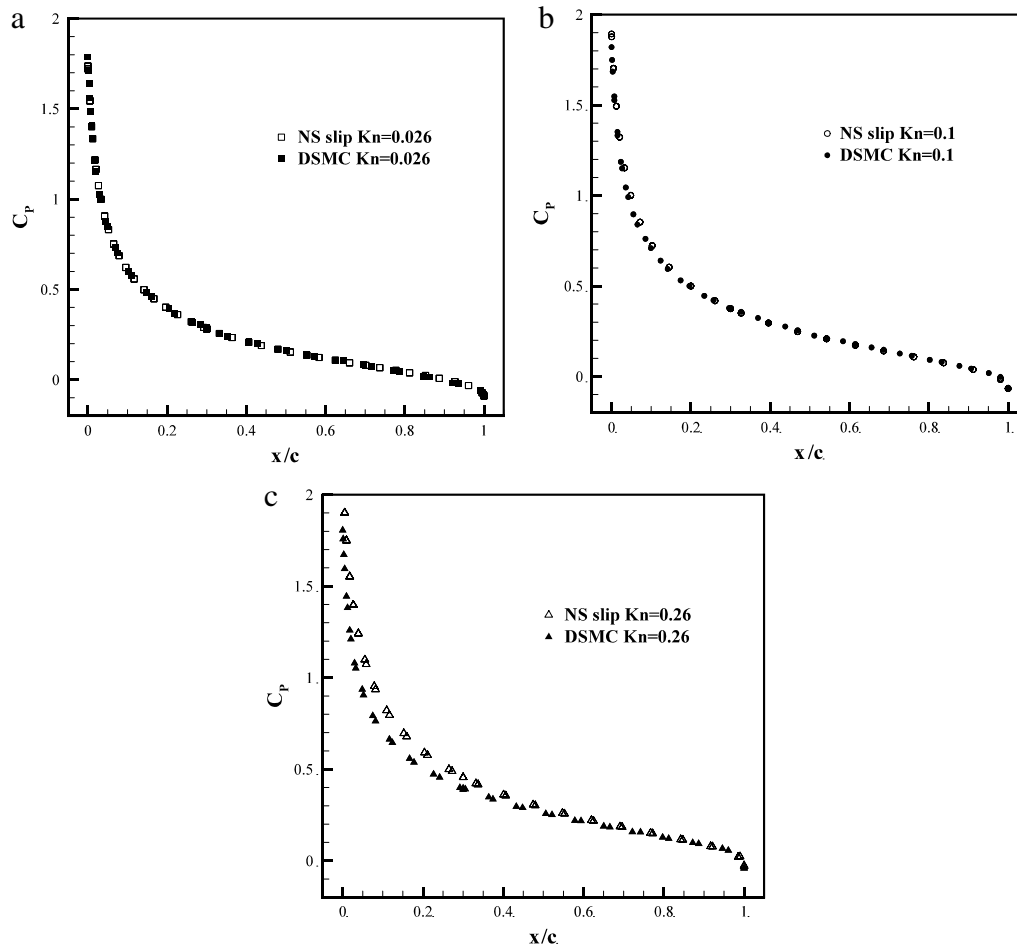 a
2
1.5
1
0.5
0
C_P
NS slip Kn=0.026
DSMC Kn=0.026
0 0.2 0.4 0.6 0.8 1
x/c
b
2.
1.5
1.
0.5
0.
C_P
NS slip Kn=0.1
DSMC Kn=0.1
0. 0.2 0.4 0.6 0.8 1.
x/c.
c
2
1.5
1.
0.5
0.
C_P
NS slip Kn=0.26
DSMC Kn=0.26
0. 0.2 0.4 0.6 0.8 1.
x/c.